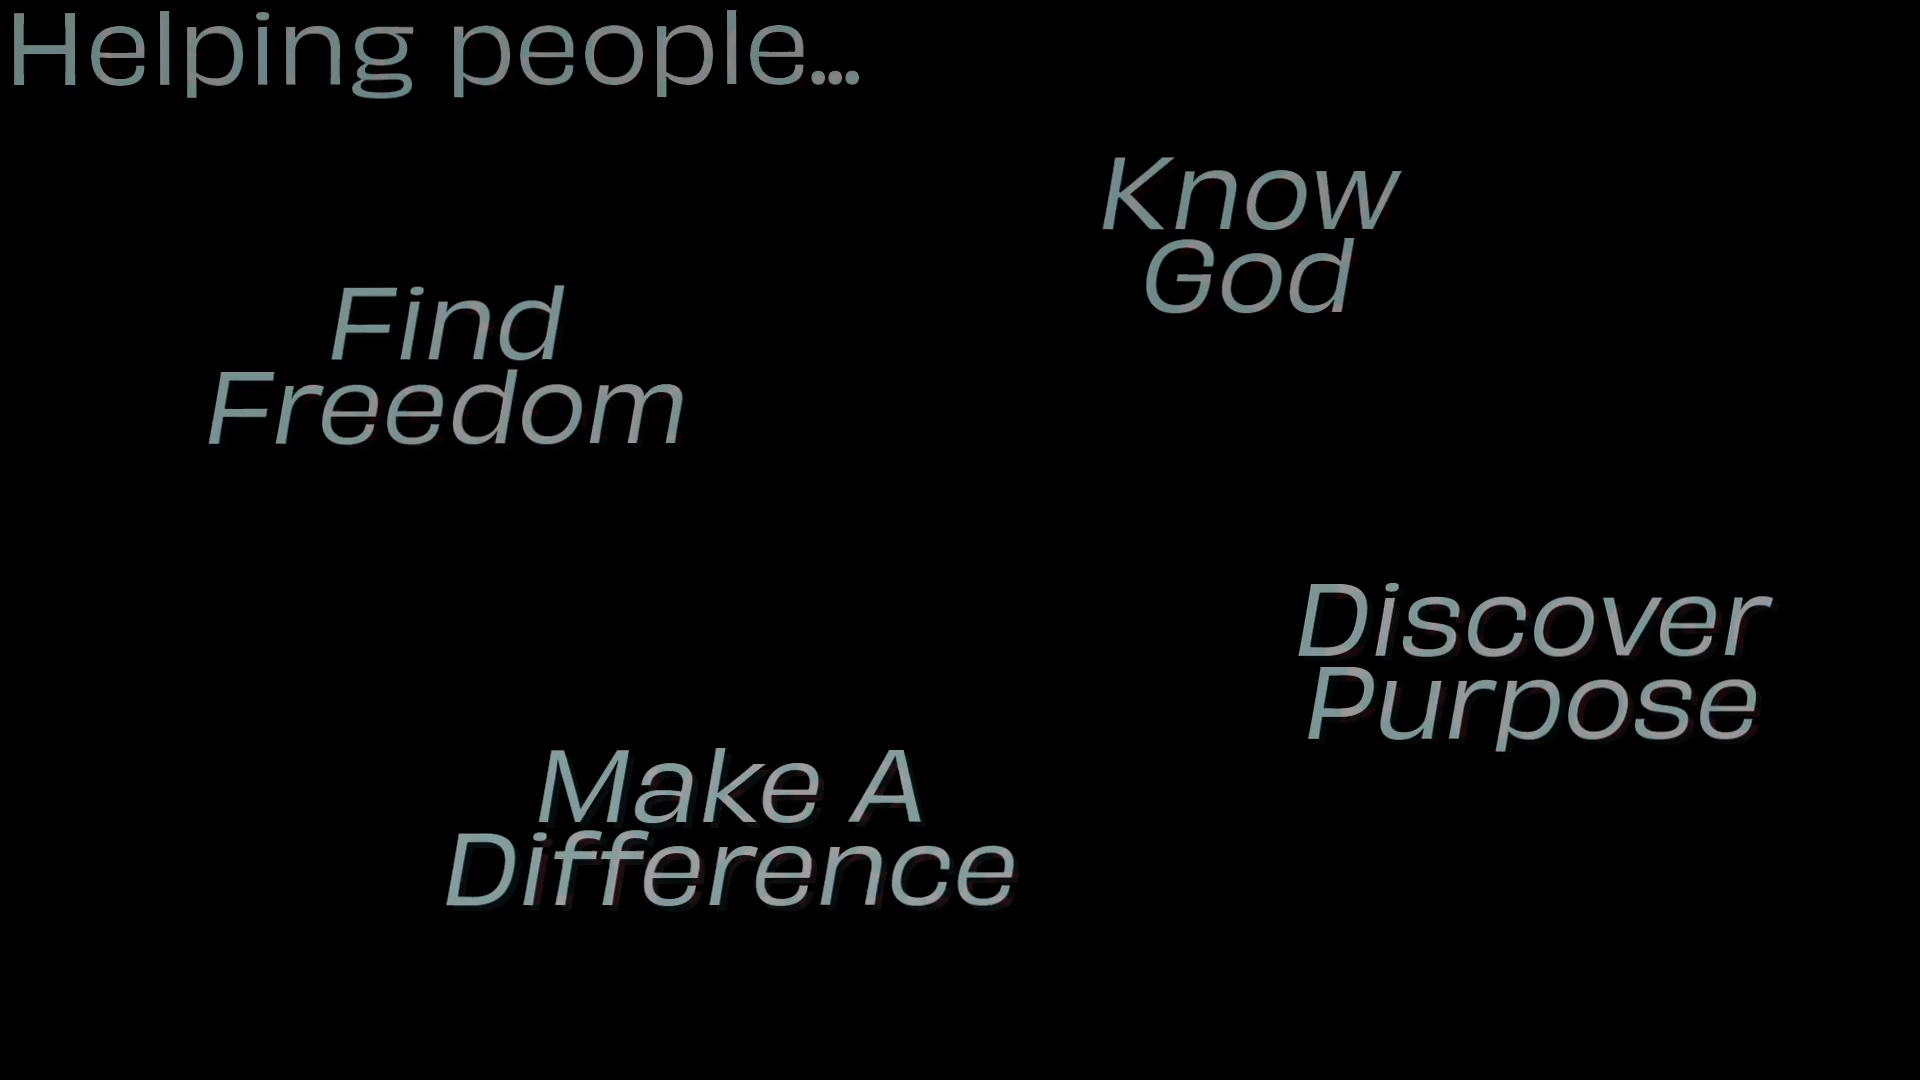 Helping people...
Know
God
Find
Freedom
Discover
Purpose
Make A
Difference